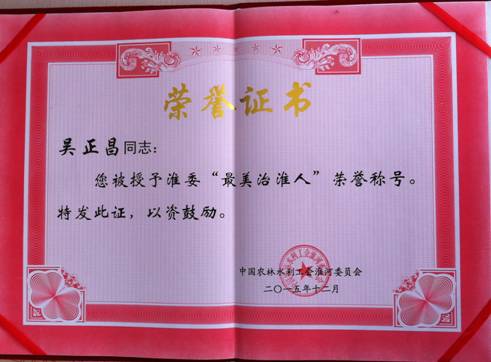 荣誉证书
吴正昌同志:
您被授予淮委“最美治淮人”荣誉称号。
特发此证，以资鼓励。
中国农林水利工会淮河委员会
二〇一五年十二月